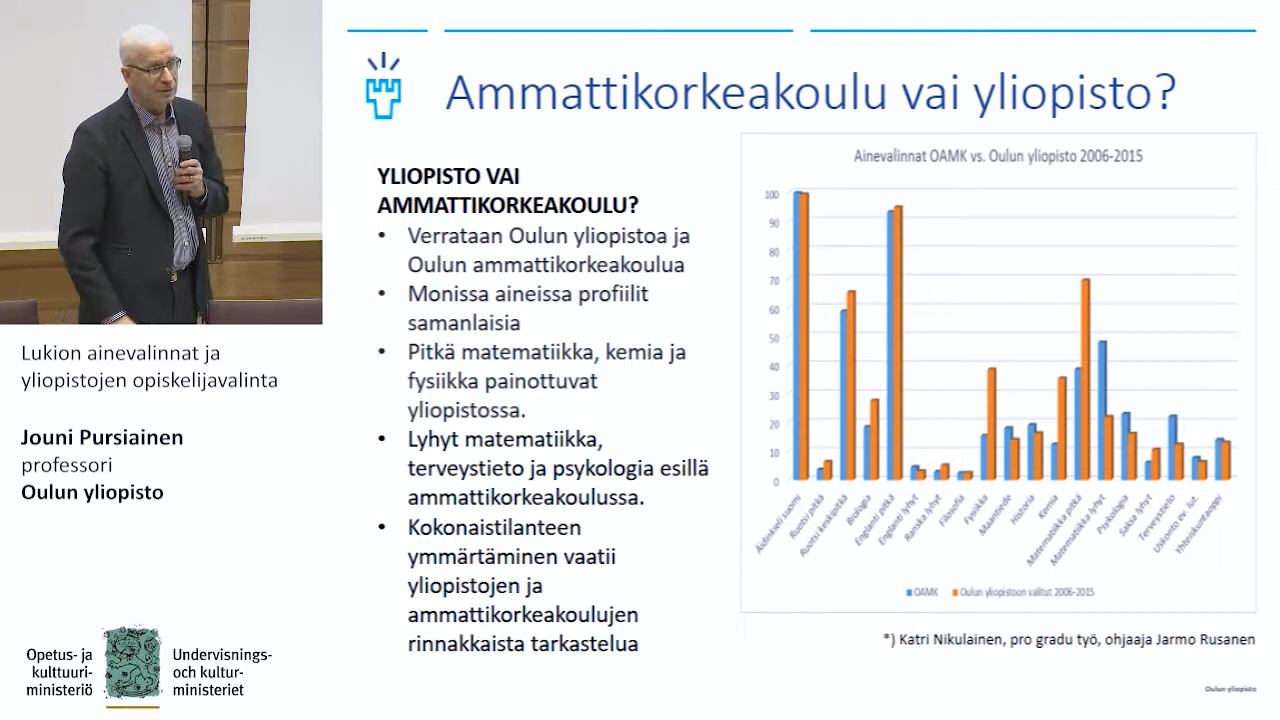 Ammattikorkeakoulu vai yliopisto?
YLIOPISTO VAI
AMMATTIKORKEAKOULU?
• Verrataan Oulun yliopistoa ja
Oulun ammattikorkeakoulua
• Monissa aineissa profiilit
samanlaisia
• Pitkä matematiikka, kemia ja
fysiikka painottuvat
yliopistossa.
• Lyhyt matematiikka,
terveystieto ja psykologia esillä
ammattikorkeakoulussa.
• Kokonaistilanteen
ymmärtäminen vaatii
yliopistojen ja
ammattikorkeakoulujen
rinnakkaista tarkastelua
Ainevalinnat OAMK vs. Oulun yliopisto 2006-2015
100
90
80
70
60
50
40
30
20
10
0
Äidinkieli suomi
Ruotsi pitkä
Ruotsi keskipitkä
Biologia
Englanti pitkä
Englanti lyhyt
Ranska lyhyt
Filosofia
Fysiikka
Maantiede
Historia
Kemia
Matematiikka pitkä
Matematiikka lyhyt
Psykologia
Saksa lyhyt
Terveystieto
Uskonto ev. lut.
Yhteiskuntaoppi
OAMK
Oulun yliopistoon valitut 2006-2015
*) Katri Nikulainen, pro gradu työ, ohjaaja Jarmo Rusanen
Oulun yliopisto
Lukion ainevalinnat ja
yliopistojen opiskelijavalinta
Jouni Pursiainen
professori
Oulun yliopisto
Opetus- ja
kulttuuri-
ministeriö
Undervisnings-
och kultur-
ministeriet